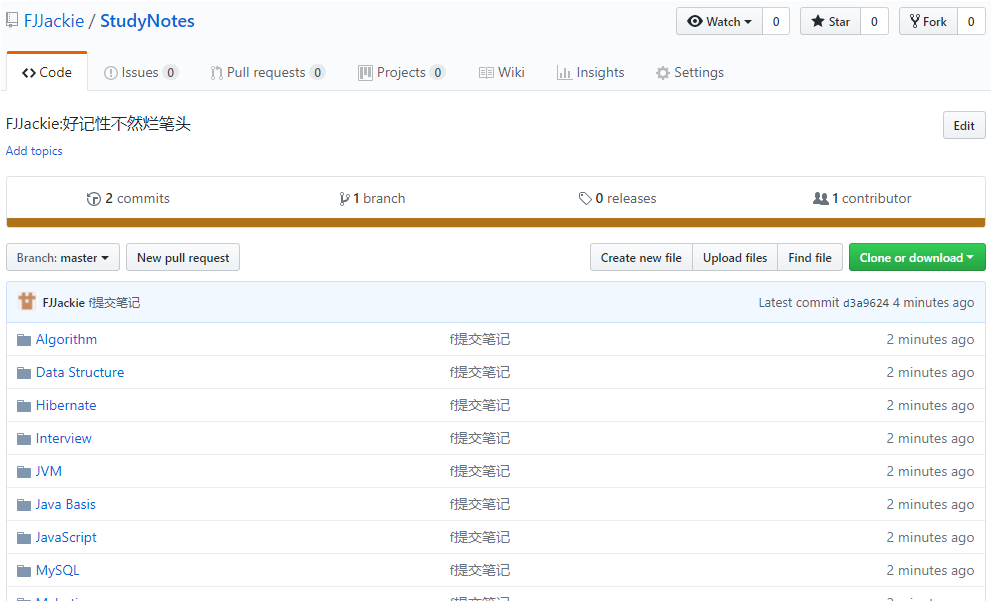 FJJackie / StudyNotes
Watch 0 Star 0 Fork 0
Code Issues 0 Pull requests 0 Projects 0 Wiki Insights Settings
FJJackie:好记性不然烂笔头
Edit
Add topics
2 commits 1 branch 0 releases 1 contributor
Branch: master New pull request Create new file Upload files Find file Clone or download
FJJackie f提交笔记 Latest commit d3a9624 4 minutes ago
Algorithm f提交笔记 2 minutes ago
Data Structure f提交笔记 2 minutes ago
Hibernate f提交笔记 2 minutes ago
Interview f提交笔记 2 minutes ago
JVM f提交笔记 2 minutes ago
Java Basis f提交笔记 2 minutes ago
JavaScript f提交笔记 2 minutes ago
MySQL f提交笔记 2 minutes ago